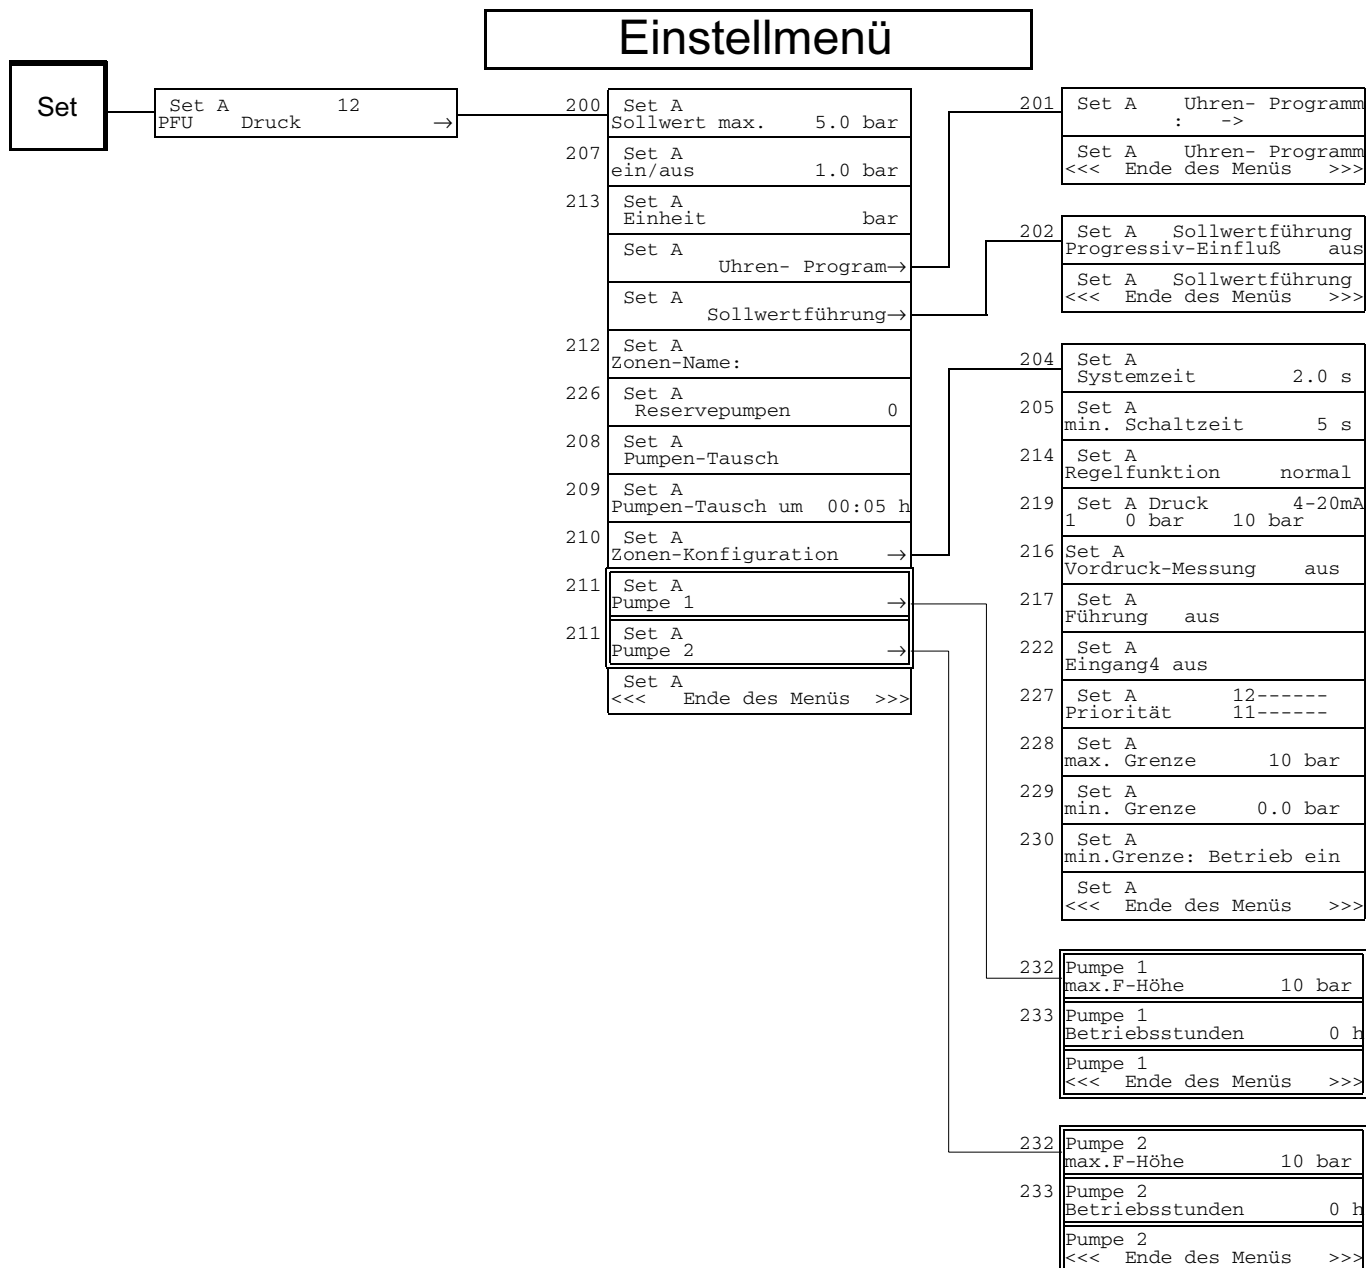 Einstellmenü
Set
Set A 12
PFU Druck →
200 Set A
Sollwert max. 5.0 bar
207 Set A
ein/aus 1.0 bar
213 Set A
Einheit bar
Set A
Uhren- Program→
Set A
Sollwertführung→
212 Set A
Zonen-Name:
226 Set A
Reservepumpen 0
208 Set A
Pumpen-Tausch
209 Set A
Pumpen-Tausch um 00:05 h
210 Set A
Zonen-Konfiguration →
211 Set A
Pumpe 1 →
211 Set A
Pumpe 2 →
Set A
<<< Ende des Menüs >>>
201 Set A Uhren- Programm
: ->
Set A Uhren- Programm
<<< Ende des Menüs >>>
202 Set A Sollwertführung
Progressiv-Einfluß aus
Set A Sollwertführung
<<< Ende des Menüs >>>
204 Set A
Systemzeit 2.0 s
205 Set A
min. Schaltzeit 5 s
214 Set A
Regelfunktion normal
219 Set A Druck 4-20mA
1 0 bar 10 bar
216 Set A
Vordruck-Messung aus
217 Set A
Führung aus
222 Set A
Eingang4 aus
227 Set A 12------
Priorität 11------
228 Set A
max. Grenze 10 bar
229 Set A
min. Grenze 0.0 bar
230 Set A
min.Grenze: Betrieb ein
Set A
<<< Ende des Menüs >>>
232 Pumpe 1
max.F-Höhe 10 bar
233 Pumpe 1
Betriebsstunden 0 h
Pumpe 1
<<< Ende des Menüs >>>
232 Pumpe 2
max.F-Höhe 10 bar
233 Pumpe 2
Betriebsstunden 0 h
Pumpe 2
<<< Ende des Menüs >>>